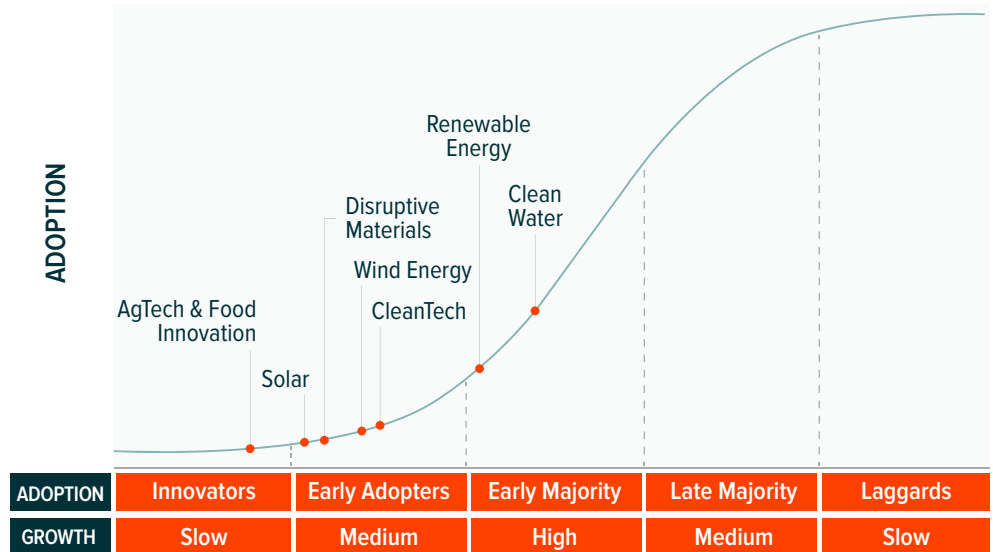 ADOPTION
Renewable
Energy
Clean
Water
Disruptive
Materials
Wind Energy
CleanTech
AgTech & Food
Innovation
Solar
ADOPTION Innovators Early Adopters Early Majority Late Majority Laggards
GROWTH Slow Medium High Medium Slow